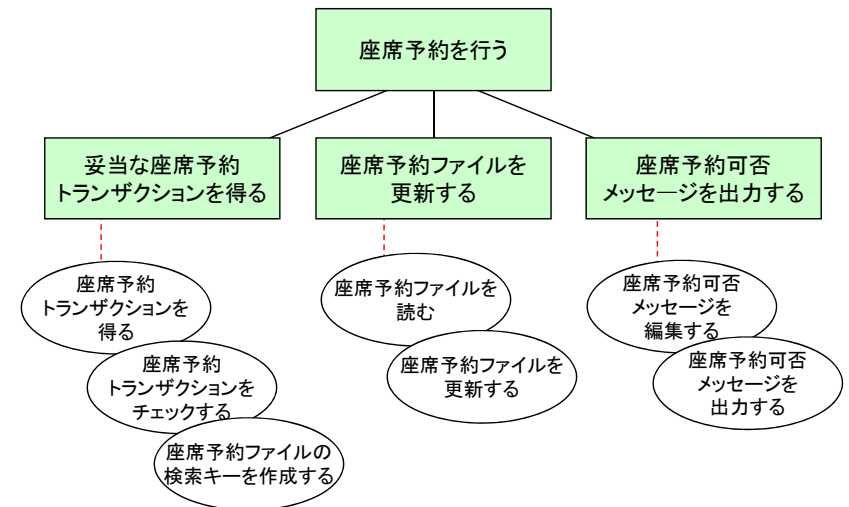 座席予約を行う
妥当な座席予約
トランザクションを得る
座席予約ファイルを
更新する
座席予約可否
メッセージを出力する
座席予約
トランザクションを
得る
座席予約
トランザクションを
チェックする
座席予約ファイルの
検索キーを作成する
座席予約ファイルを
読む
座席予約ファイルを
更新する
座席予約可否
メッセージを
編集する
座席予約可否
メッセージを
出力する